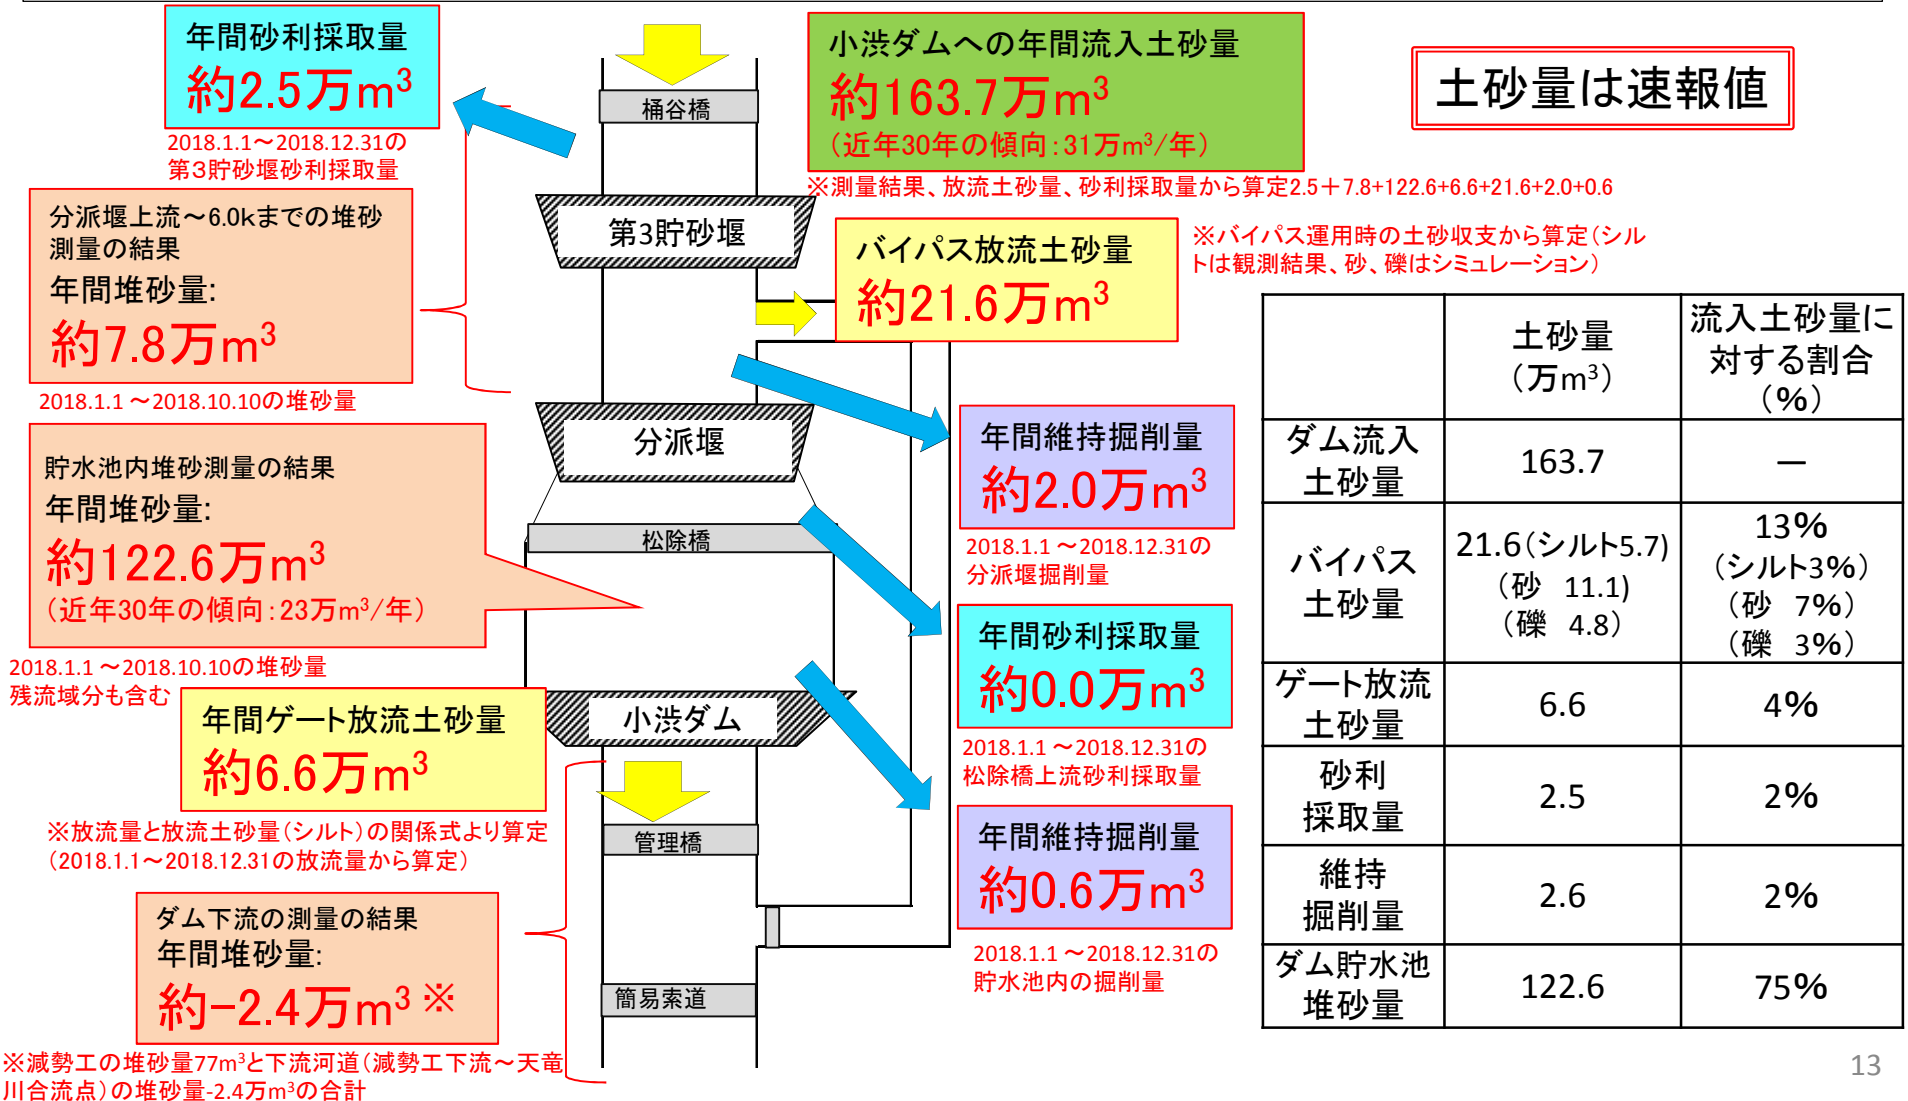 年間砂利採取量
約2.5万m³
2018.1.1～2018.12.31の
第３貯砂堰砂利採取量
桶谷橋
小渋ダムへの年間流入土砂量
約163.7万m³
（近年30年の傾向：31万m³/年）
※測量結果、放流土砂量、砂利採取量から算定2.5＋7.8+122.6+6.6+21.6+2.0+0.6
土砂量は速報値
分派堰上流～6.0kまでの堆砂
測量の結果
年間堆砂量:
約7.8万m³
2018.1.1 ～2018.10.10の堆砂量
第3貯砂堰
バイパス放流土砂量
約21.6万m³
※バイパス運用時の土砂収支から算定（シル
トは観測結果、砂、礫はシミュレーション）
分派堰
年間維持掘削量
約2.0万m³
2018.1.1 ～2018.12.31の
分派堰掘削量
貯水池内堆砂測量の結果
年間堆砂量:
約122.6万m³
（近年30年の傾向：23万m³/年）
2018.1.1 ～2018.10.10の堆砂量
残流域分も含む
松除橋
年間砂利採取量
約0.0万m³
2018.1.1 ～2018.12.31の
松除橋上流砂利採取量
小渋ダム
年間ゲート放流土砂量
約6.6万m³
※放流量と放流土砂量（シルト）の関係式より算定
（2018.1.1～2018.12.31の放流量から算定）
管理橋
年間維持掘削量
約0.6万m³
2018.1.1 ～2018.12.31の
貯水池内の掘削量
ダム下流の測量の結果
年間堆砂量:
約−2.4万m³ ※
簡易索道
※減勢工の堆砂量77m³と下流河道（減勢工下流～天竜
川合流点）の堆砂量-2.4万m³の合計
土砂量
（万m³）
流入土砂量に
対する割合
（%）
ダム流入
土砂量
163.7
－
バイパス
土砂量
21.6（シルト5.7)
（砂 11.1)
（礫 4.8）
13%
（シルト3%）
（砂 7%）
（礫 3%）
ゲート放流
土砂量
6.6
4%
砂利
採取量
2.5
2%
維持
掘削量
2.6
2%
ダム貯水池
堆砂量
122.6
75%
13